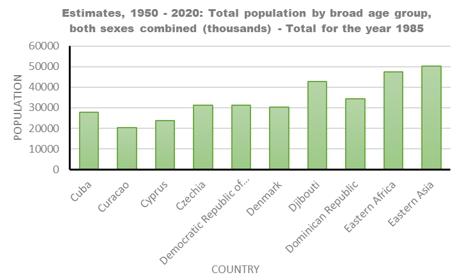 Estimates, 1950 - 2020: Total population by broad age group,
both sexes combined (thousands) - Total for the year 1985
60000
50000
40000
30000
20000
10000
0
POPULATION
Cuba
Curacao
Cyprus
Czechia
Democratic Republic of...
Denmark
Djibouti
Dominican Republic
Eastern Africa
Eastern Asia
COUNTRY